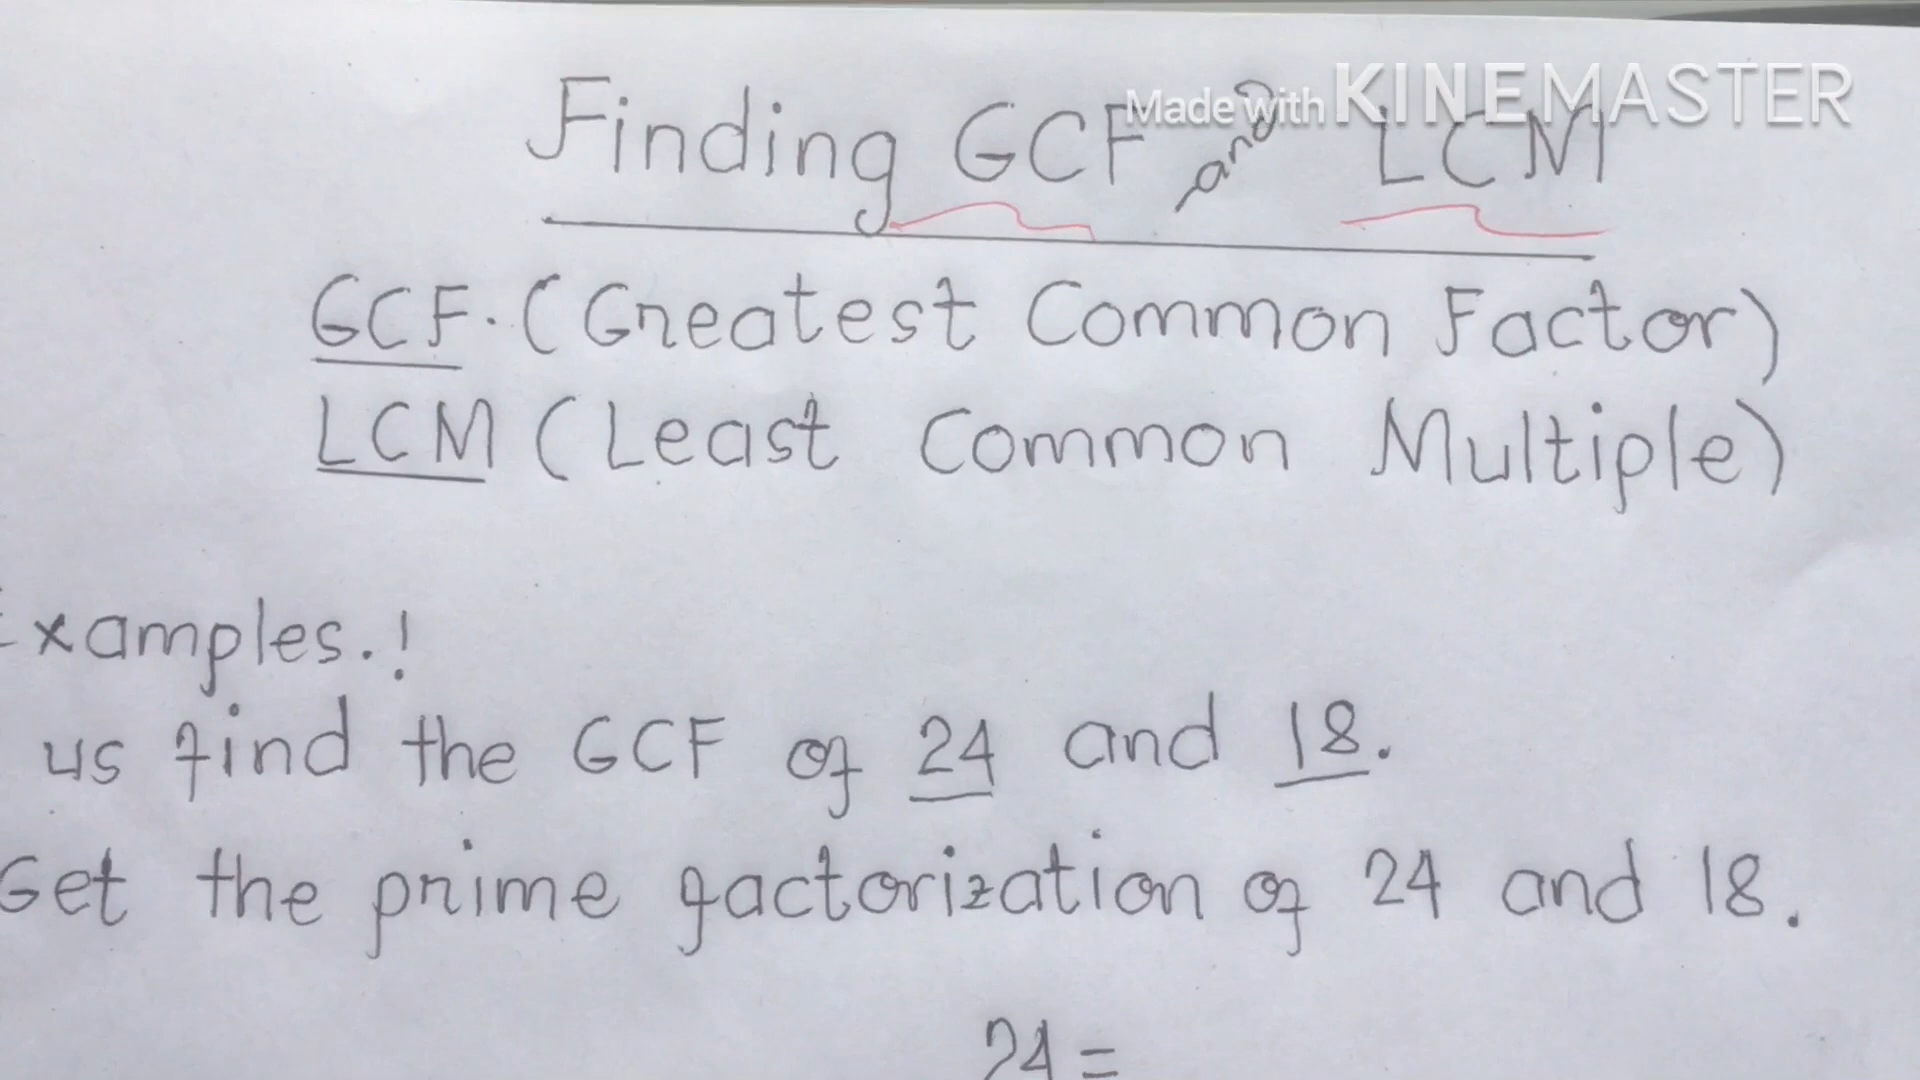 Made with KINEMASTER
Finding GCF and LCM
GCF. (Greatest Common Factor)
LCM (Least Common Multiple)
Examples.!
us find the GCF of 24 and 18.
Get the prime factorization of 24 and 18.
24 =